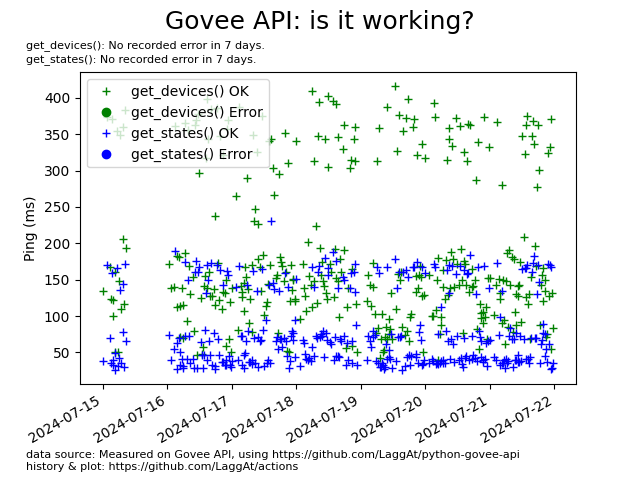 Govee API: is it working?
get_devices(): No recorded error in 7 days.
get_states(): No recorded error in 7 days.
get_devices() OK
get_devices() Error
get_states() OK
get_states() Error
Ping (ms)
400
350
300
250
200
150
100
50
2024-07-15
2024-07-16
2024-07-17
2024-07-18
2024-07-19
2024-07-20
2024-07-21
2024-07-22
data source: Measured on Govee API, using https://github.com/LaggAt/python-govee-api
history & plot: https://github.com/LaggAt/actions